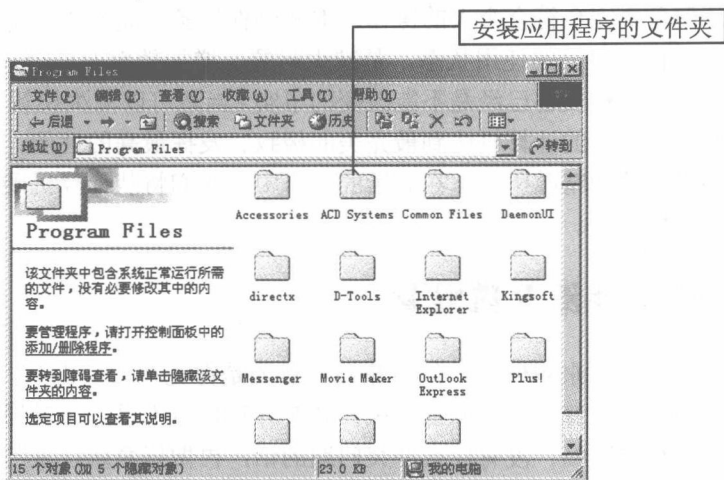 安装应用程序的文件夹
Program Files
文件(F) 编辑(E) 查看(V) 收藏(A) 工具(T) 帮助(H)
后退 搜索 文件夹 历史
地址(D) Program Files 转到
Accessories ACD Systems Common Files DaemonUI
Program Files
该文件夹中包含系统正常运行所需
的文件，没有必要修改其中的内
容。
directx D-Tools Internet Explorer Kingsoft
要管理程序，请打开控制面板中的
添加/删除程序。
要转到障碍查看，请单击隐藏该文
件夹的内容。
Messenger Movie Maker Outlook Express Plus!
选定项目可以查看其说明。
15 个对象(加 5 个隐藏对象) 23.0 KB 我的电脑